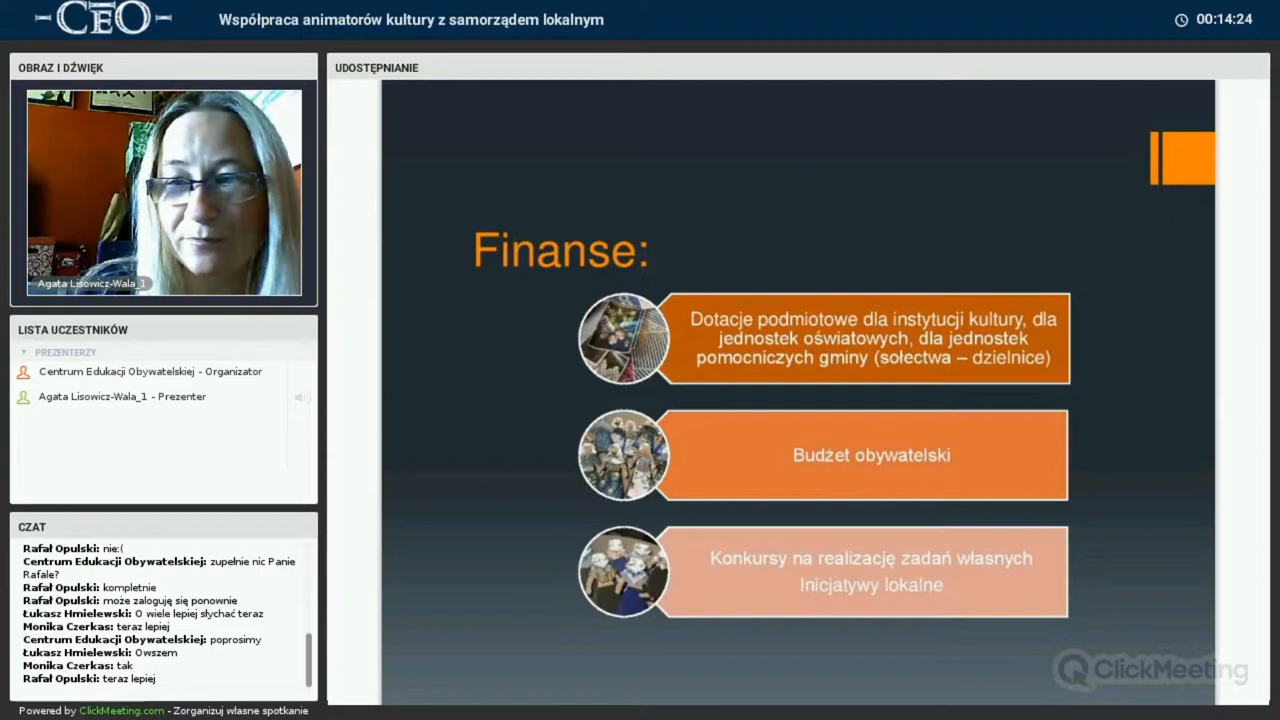 CEO
Współpraca animatorów kultury z samorządem lokalnym
00:14:24
OBRAZ I DŹWIĘK
Agata Lisowicz-Wala_1
LISTA UCZESTNIKÓW
PREZENTERZY
Centrum Edukacji Obywatelskiej - Organizator
Agata Lisowicz-Wala_1 - Prezenter
CZAT
Rafał Opulski: nie:(
Centrum Edukacji Obywatelskiej: zupełnie nic Panie
Rafale?
Rafał Opulski: kompletnie
Rafał Opulski: może zaloguję się ponownie
Łukasz Hmielewski: O wiele lepiej słychać teraz
Monika Czerkas: teraz lepiej
Centrum Edukacji Obywatelskiej: poprosimy
Łukasz Hmielewski: Owszem
Monika Czerkas: tak
Rafał Opulski: teraz lepiej
Powered by ClickMeeting.com - Zorganizuj własne spotkanie
UDOSTĘPNIANIE
Finanse:
Dotacje podmiotowe dla instytucji kultury, dla
jednostek oświatowych, dla jednostek
pomocniczych gminy (sołectwa – dzielnice)
Budżet obywatelski
Konkursy na realizację zadań własnych
Inicjatywy lokalne
ClickMeeting